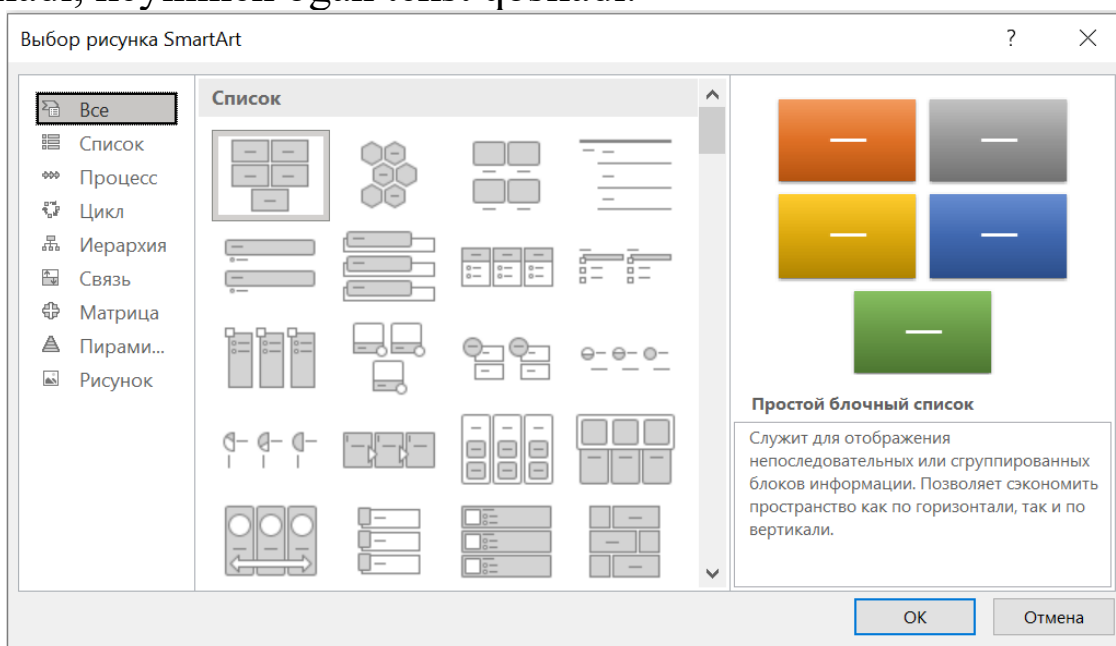 Выбор рисунка SmartArt
?
Все
Список
Процесс
Цикл
Иерархия
Связь
Матрица
Пирами...
Рисунок
Список
Простой блочный список
Служит для отображения
непоследовательных или сгруппированных
блоков информации. Позволяет сэкономить
пространство как по горизонтали, так и по
вертикали.
ОК
Отмена